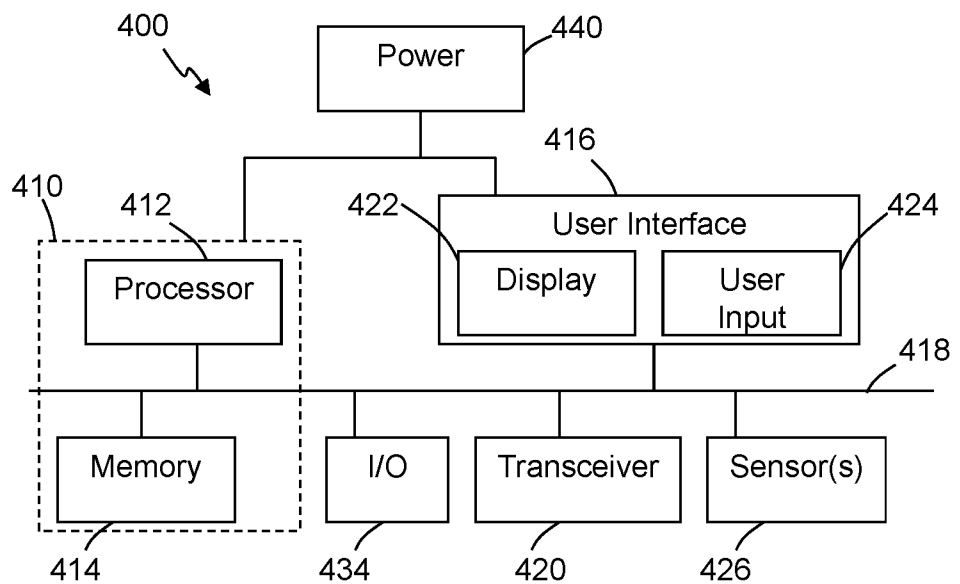 400
440
Power
416
410
412
422
424
User Interface
Processor
Display
User
Input
418
Memory
I/O
Transceiver
Sensor(s)
414
434
420
426